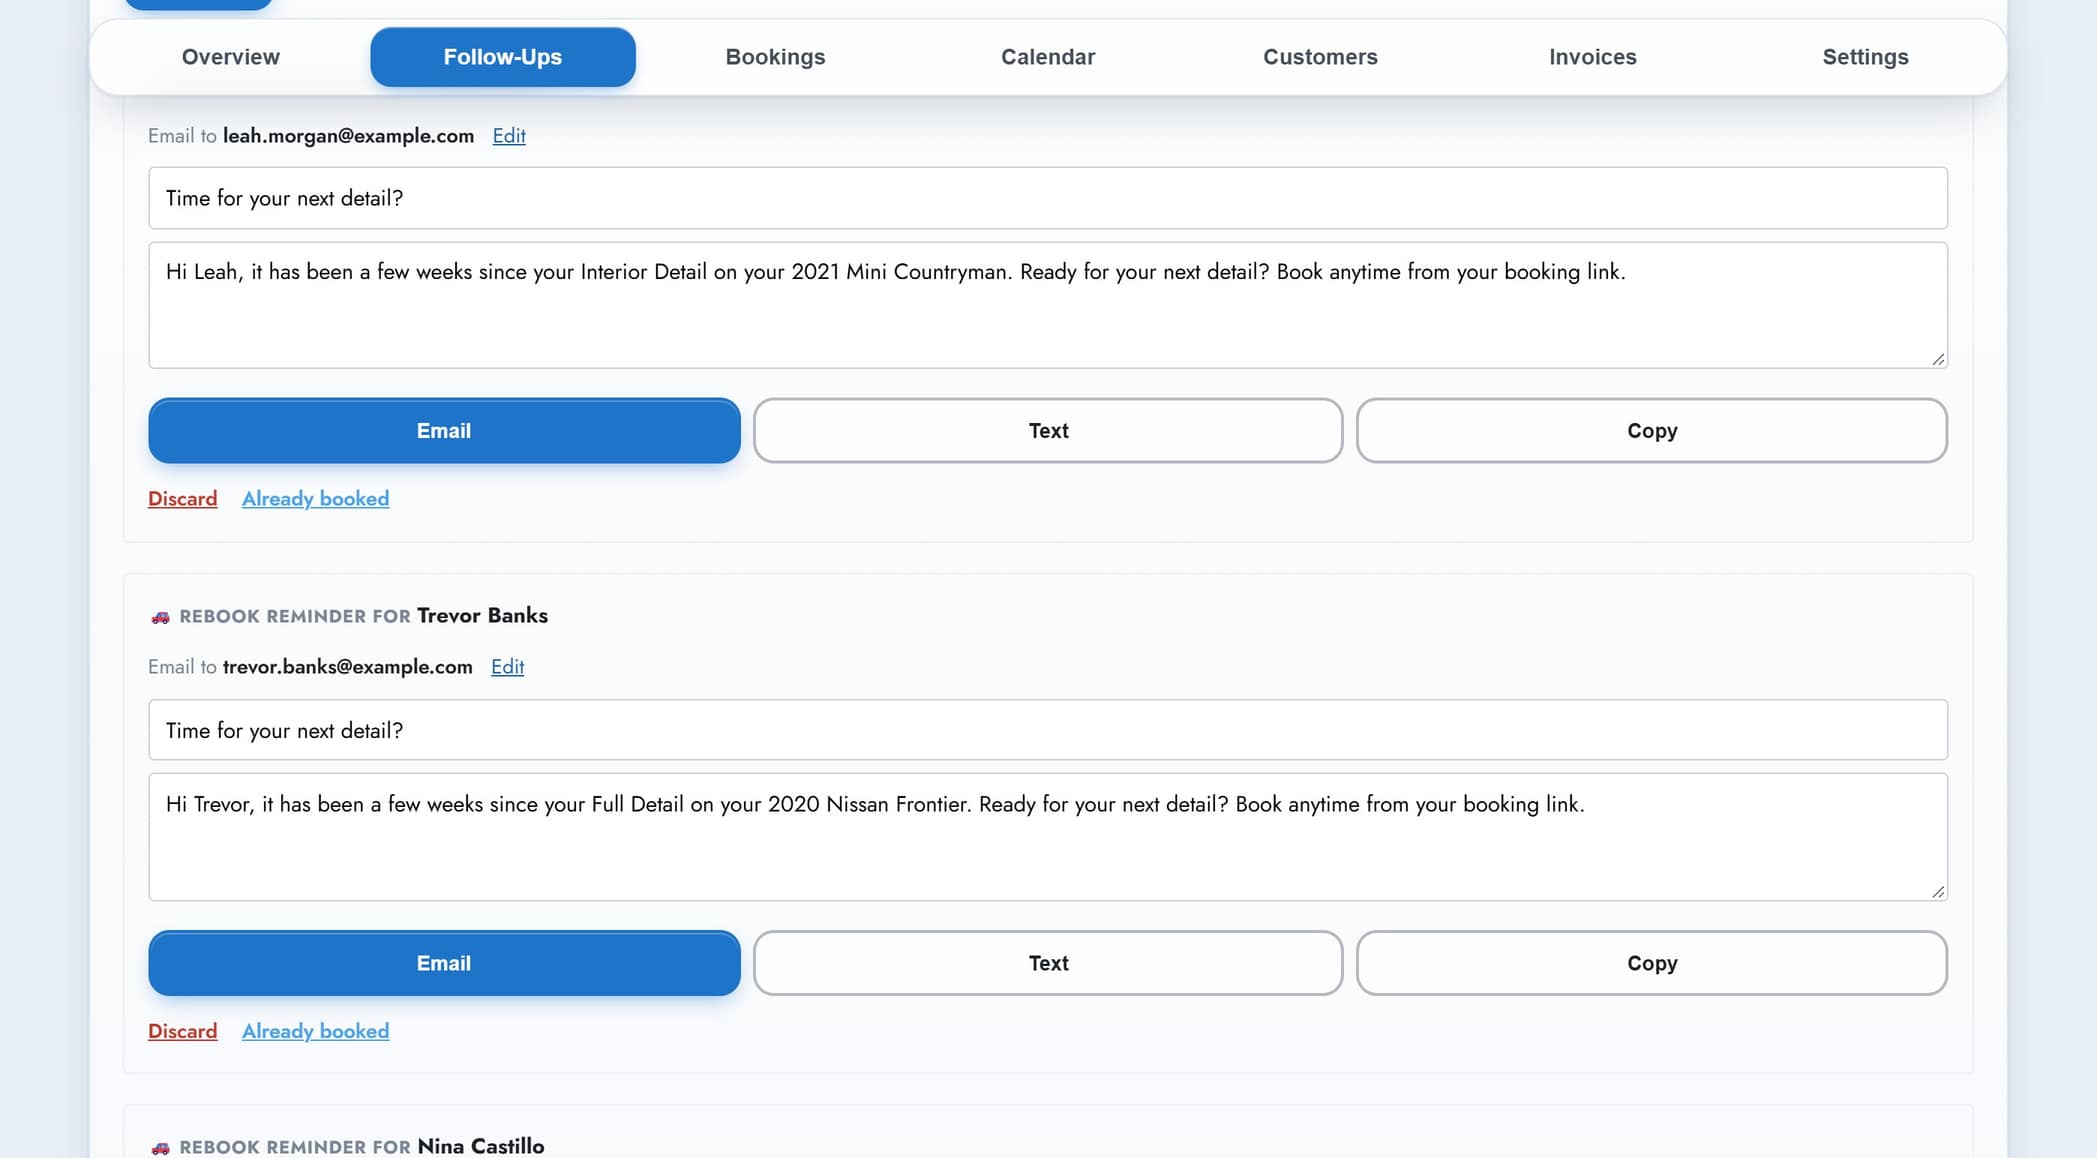 Overview Follow-Ups Bookings Calendar Customers Invoices Settings
Email to leah.morgan@example.com Edit
Time for your next detail?
Hi Leah, it has been a few weeks since your Interior Detail on your 2021 Mini Countryman. Ready for your next detail? Book anytime from your booking link.
Email Text Copy
Discard Already booked
REBOOK REMINDER FOR Trevor Banks
Email to trevor.banks@example.com Edit
Time for your next detail?
Hi Trevor, it has been a few weeks since your Full Detail on your 2020 Nissan Frontier. Ready for your next detail? Book anytime from your booking link.
Email Text Copy
Discard Already booked
REBOOK REMINDER FOR Nina Castillo